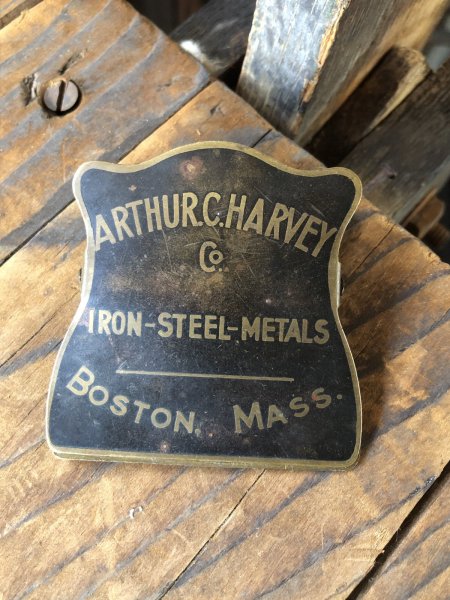 ARTHUR.C.HARVEY
Co.
IRON-STEEL-METALS
BOSTON, MASS.